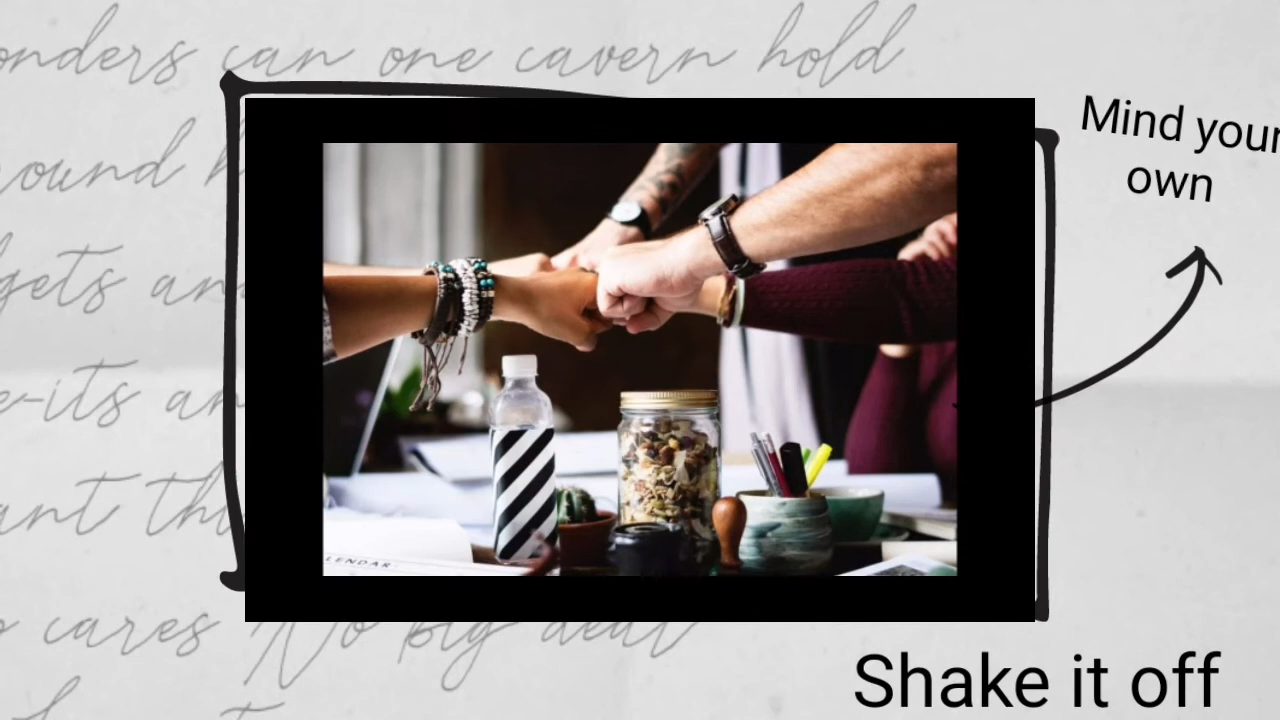 onders can one cavern hold
Mind your
own
ound h
gets an
e-its an
ant thi
LENDAR
o cares No big deal
Shake it off